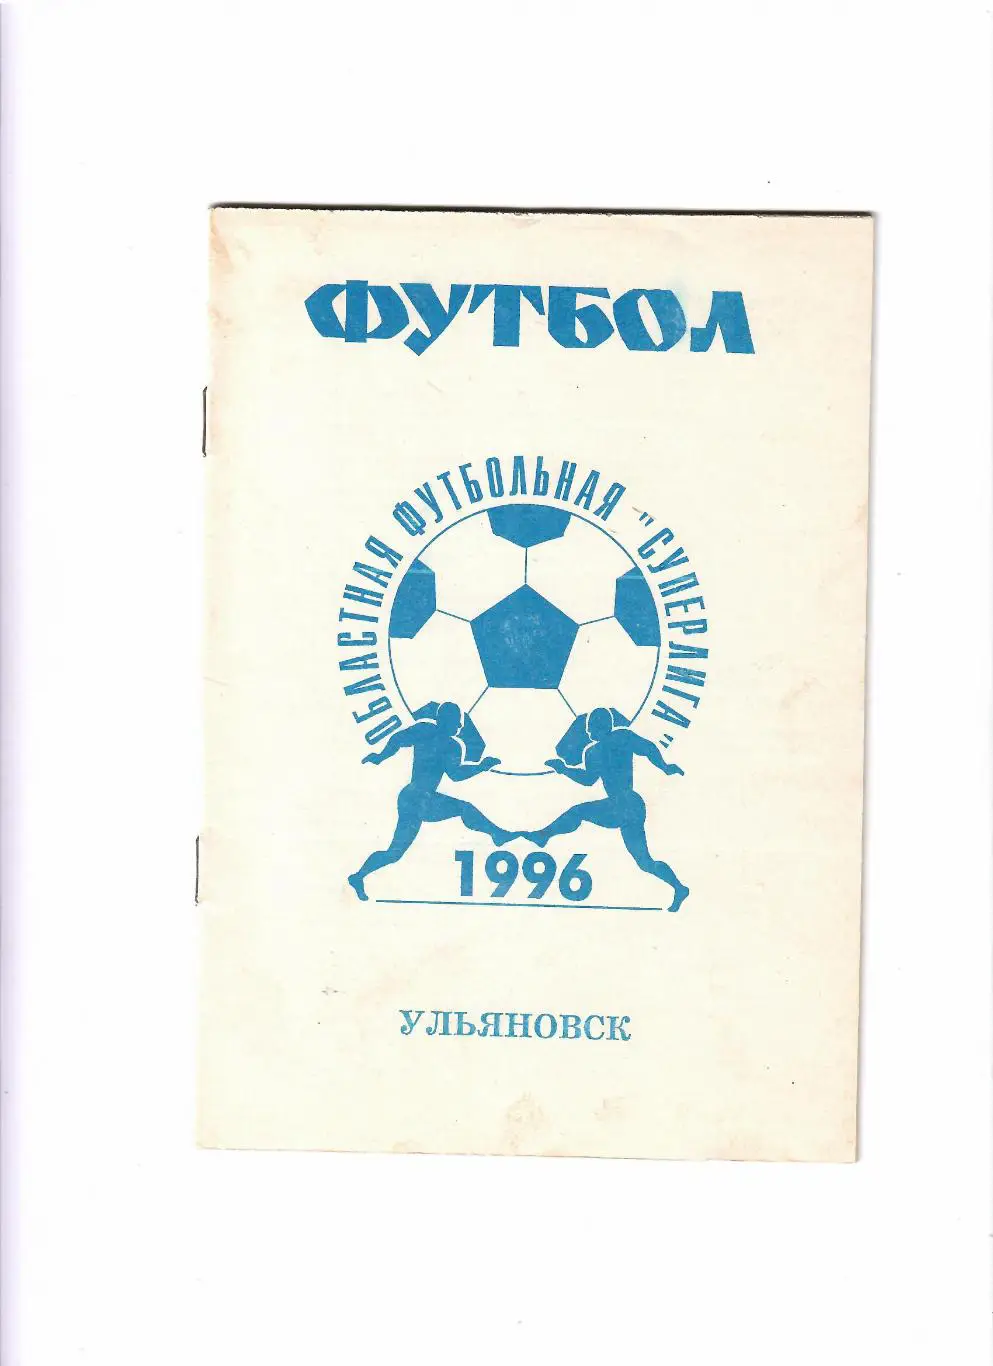 ФУТБОЛ
ОБЛАСТНАЯ ФУТБОЛЬНАЯ "СУПЕРЛИГА"
1996
УЛЬЯНОВСК